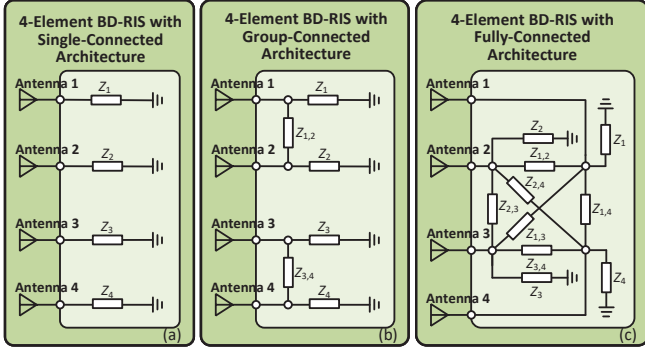 4-Element BD-RIS with
Single-Connected
Architecture
Antenna 1
Z1
Antenna 2
Z2
Antenna 3
Z3
Antenna 4
Z4
(a)
4-Element BD-RIS with
Group-Connected
Architecture
Antenna 1
Z1
Z1,2
Antenna 2
Z2
Antenna 3
Z3
Z3,4
Antenna 4
Z4
(b)
4-Element BD-RIS with
Fully-Connected
Architecture
Antenna 1
Z2
Z1
Antenna 2
Z1,2
Z2,4
Z2,3
Z1,4
Z1,3
Antenna 3
Z3,4
Z4
Z3
Antenna 4
(c)